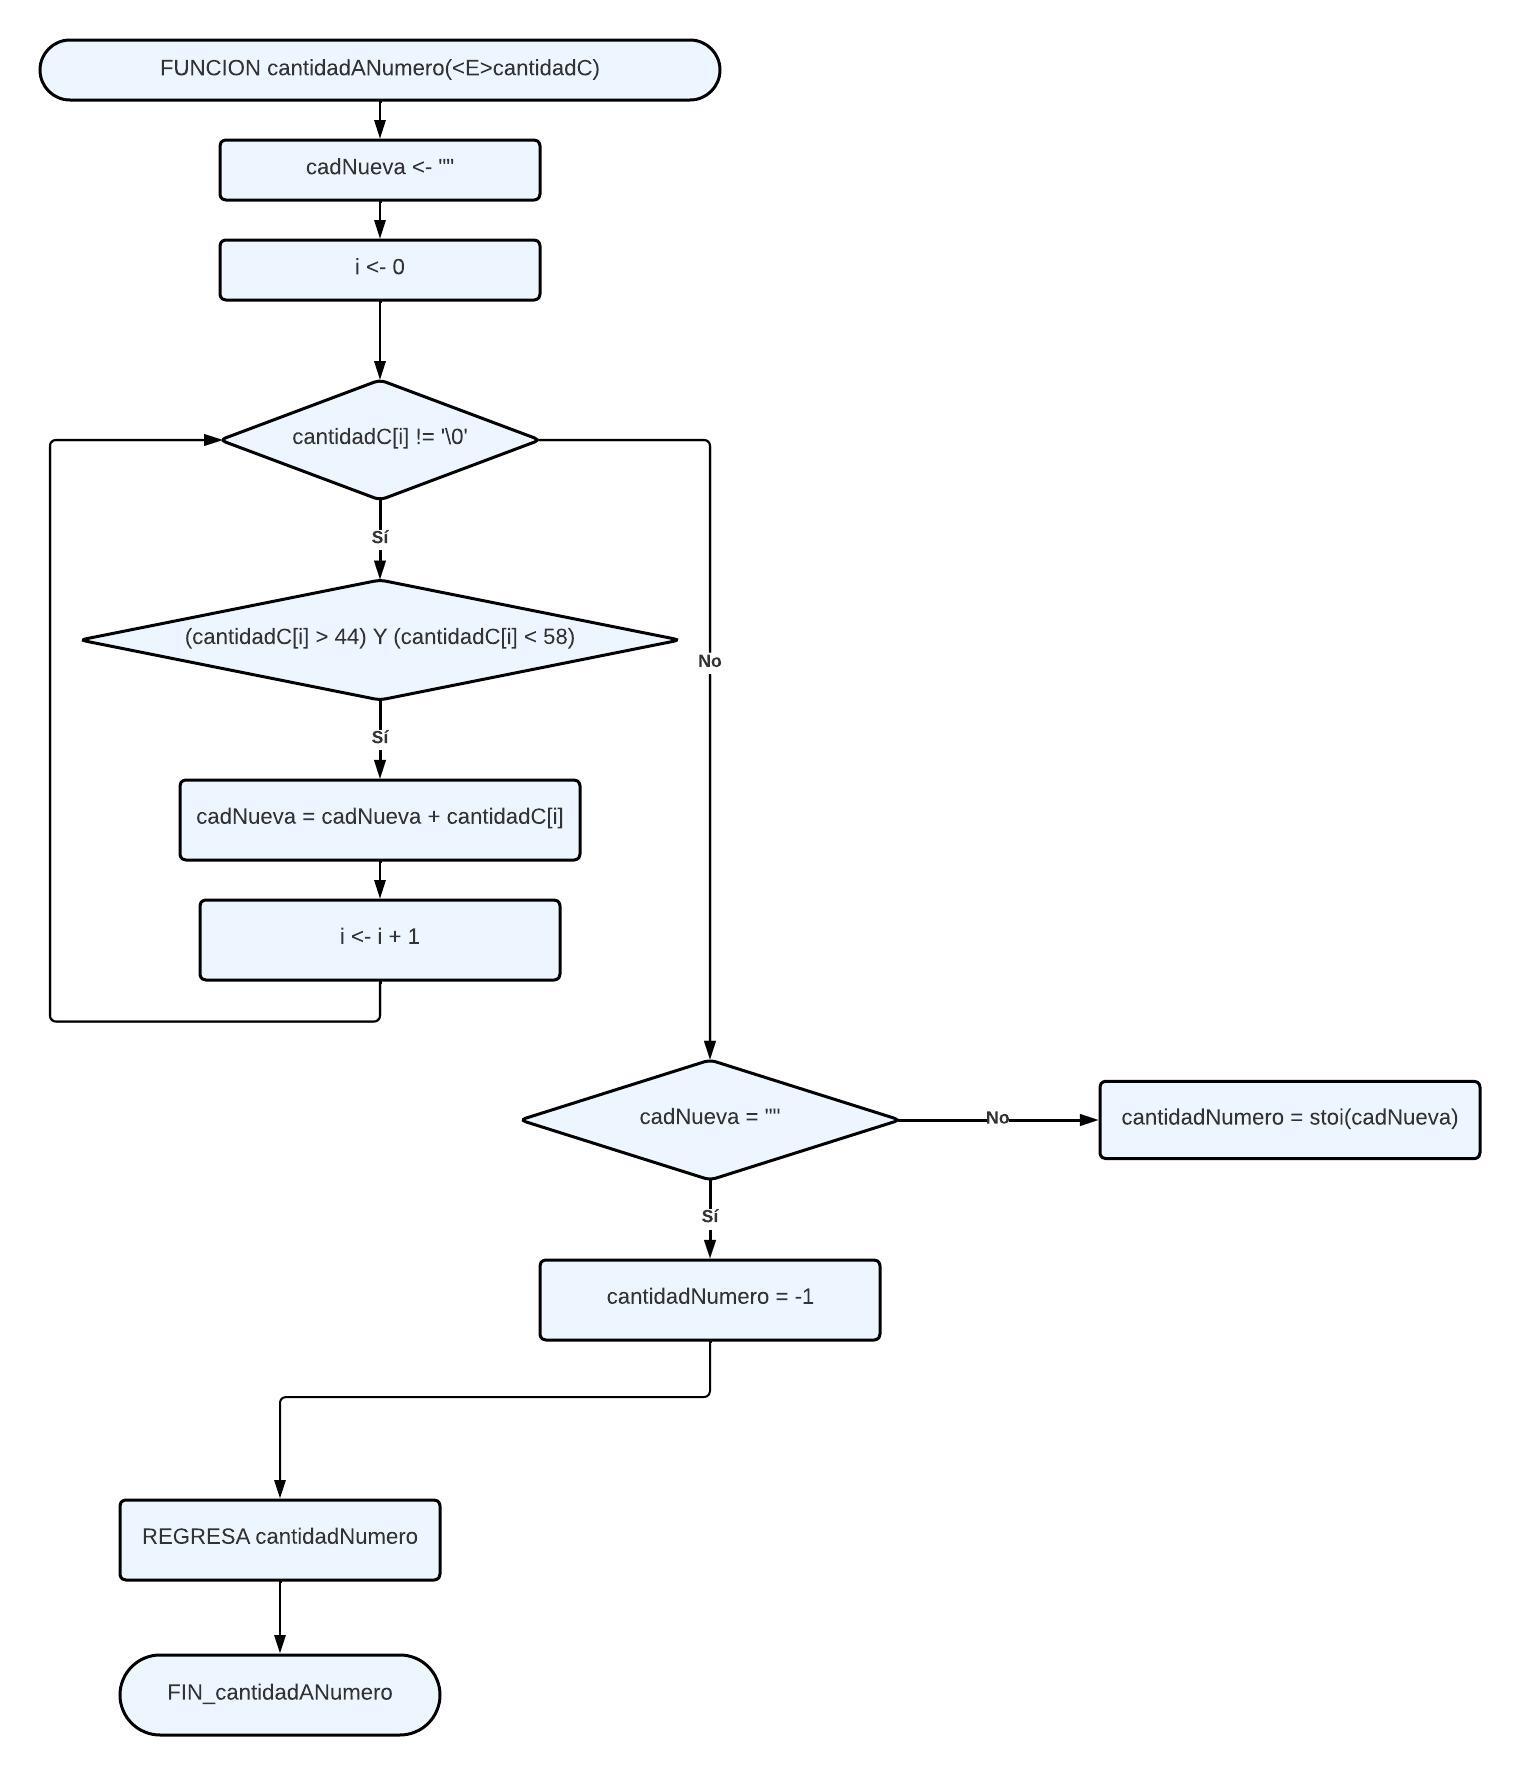 FUNCION cantidadANumero(<E>cantidadC)
cadNueva <- ""
i <- 0
cantidadC[i] != '\0'
Sí
(cantidadC[i] > 44) Y (cantidadC[i] < 58)
No
Sí
cadNueva = cadNueva + cantidadC[i]
i <- i + 1
cadNueva = ""
No
cantidadNumero = stoi(cadNueva)
Sí
cantidadNumero = -1
REGRESA cantidadNumero
FIN_cantidadANumero